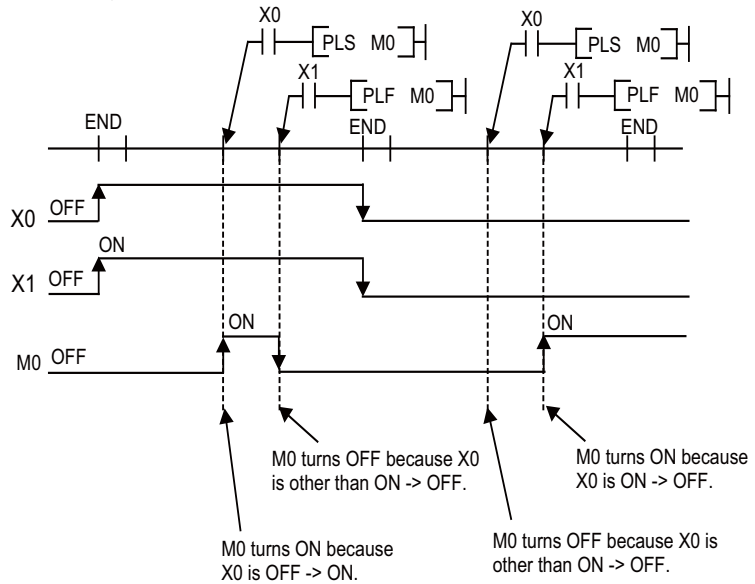 X0
PLS M0
X1
PLF M0
X0
PLS M0
X1
PLF M0
END
END
END
X0 OFF
ON
X1 OFF
ON
ON
M0 OFF
M0 turns OFF because X0
is other than ON -> OFF.
M0 turns ON because
X0 is ON -> OFF.
M0 turns ON because
X0 is OFF -> ON.
M0 turns OFF because X0 is
other than ON -> OFF.